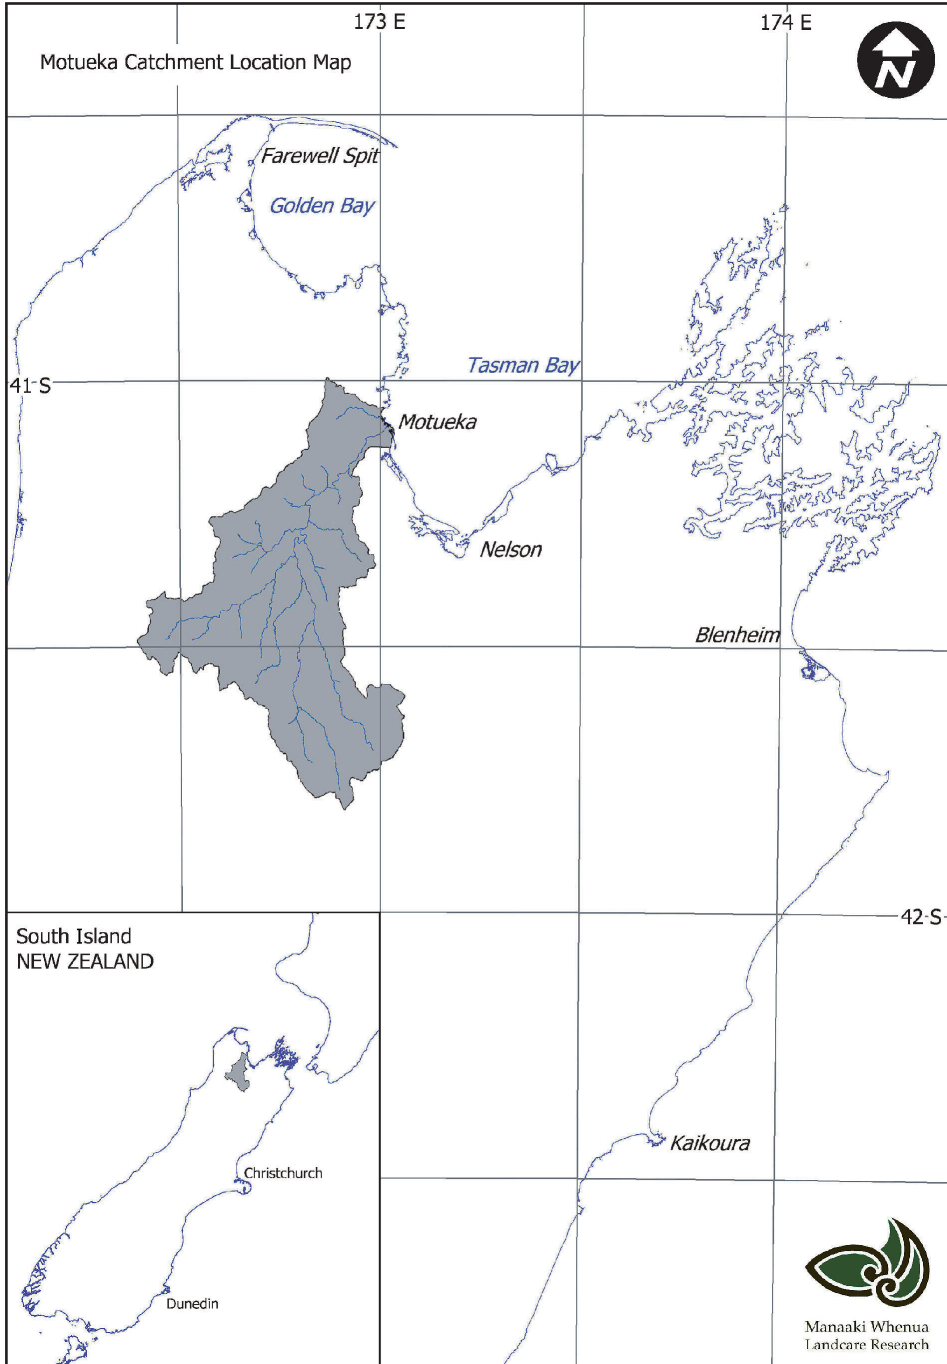 173 E
174 E
Motueka Catchment Location Map
N
Farewell Spit
Golden Bay
Tasman Bay
41 S
Motueka
Nelson
Blenheim
42 S
South Island
NEW ZEALAND
Kaikoura
Christchurch
Dunedin
Manaaki Whenua
Landcare Research